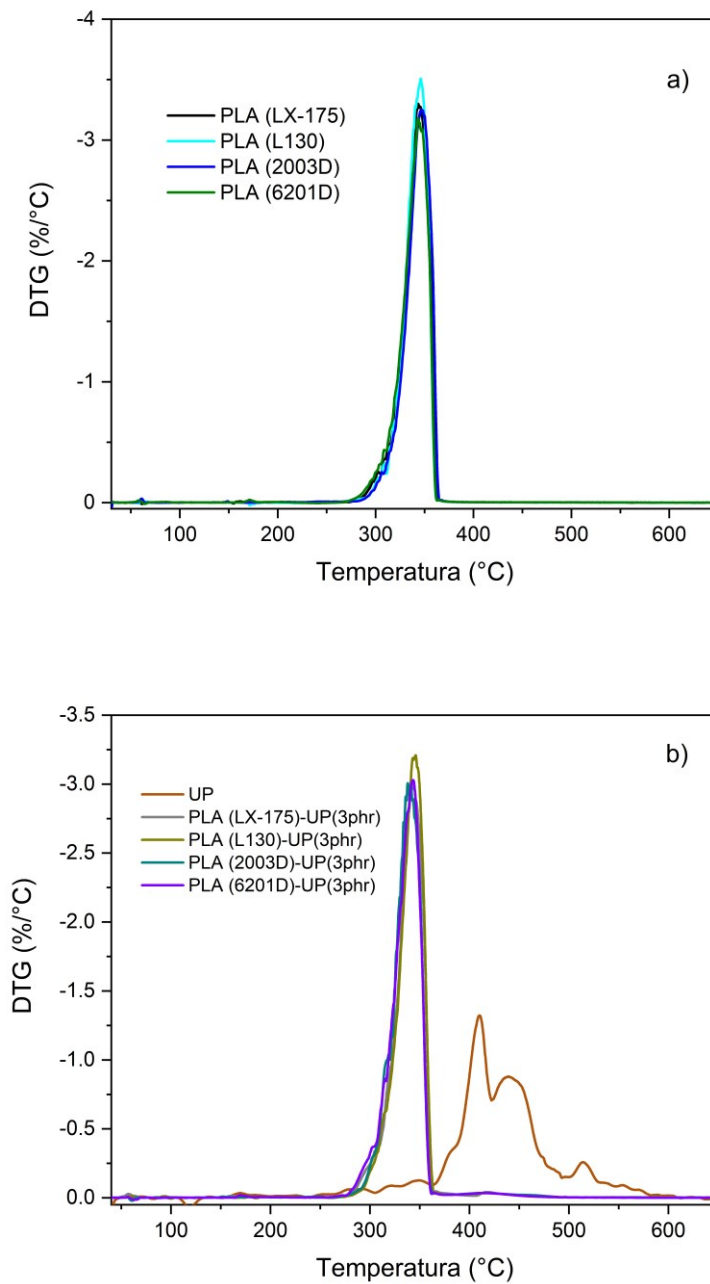 a)
PLA (LX-175)
PLA (L130)
PLA (2003D)
PLA (6201D)
DTG (%/°C)
-4
-3
-2
-1
0
100 200 300 400 500 600
Temperatura (°C)
b)
UP
PLA (LX-175)-UP(3phr)
PLA (L130)-UP(3phr)
PLA (2003D)-UP(3phr)
PLA (6201D)-UP(3phr)
DTG (%/°C)
-3.5
-3.0
-2.5
-2.0
-1.5
-1.0
-0.5
0.0
100 200 300 400 500 600
Temperatura (°C)